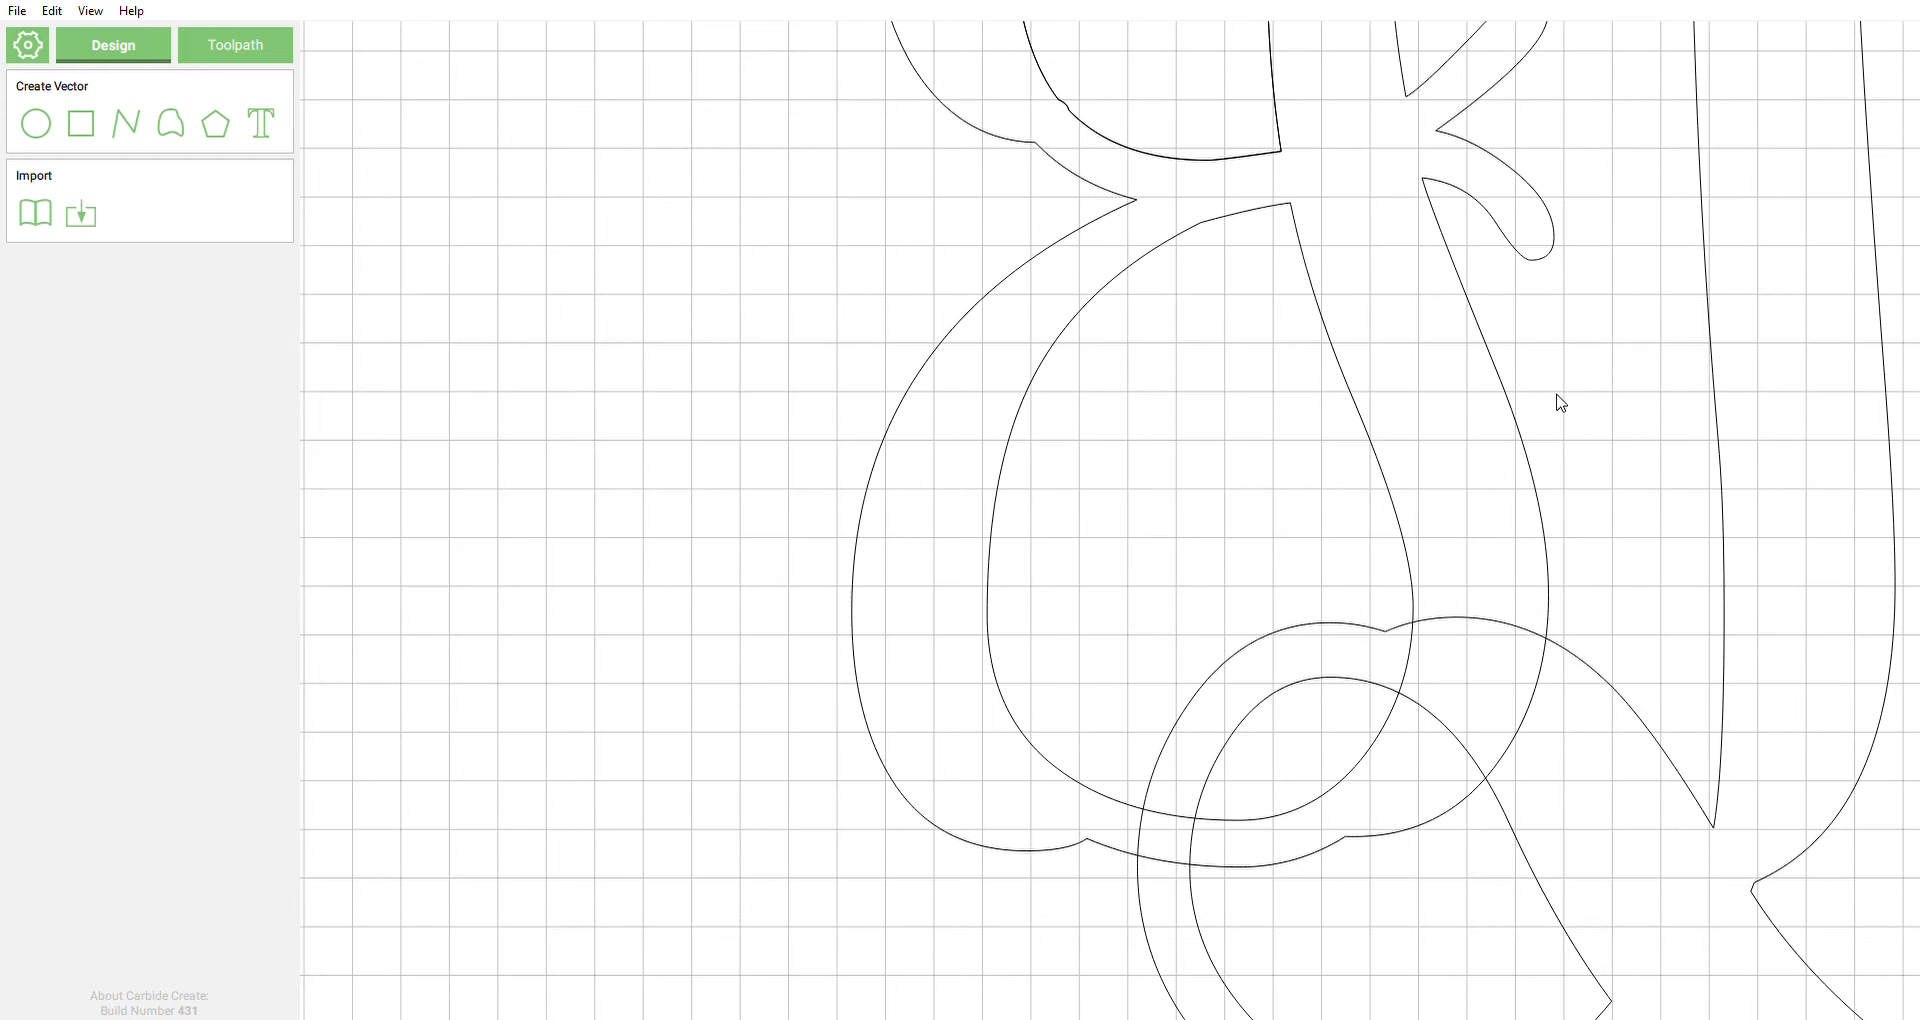 File Edit View Help
Design Toolpath
Create Vector
Import
About Carbide Create:
Build Number 431